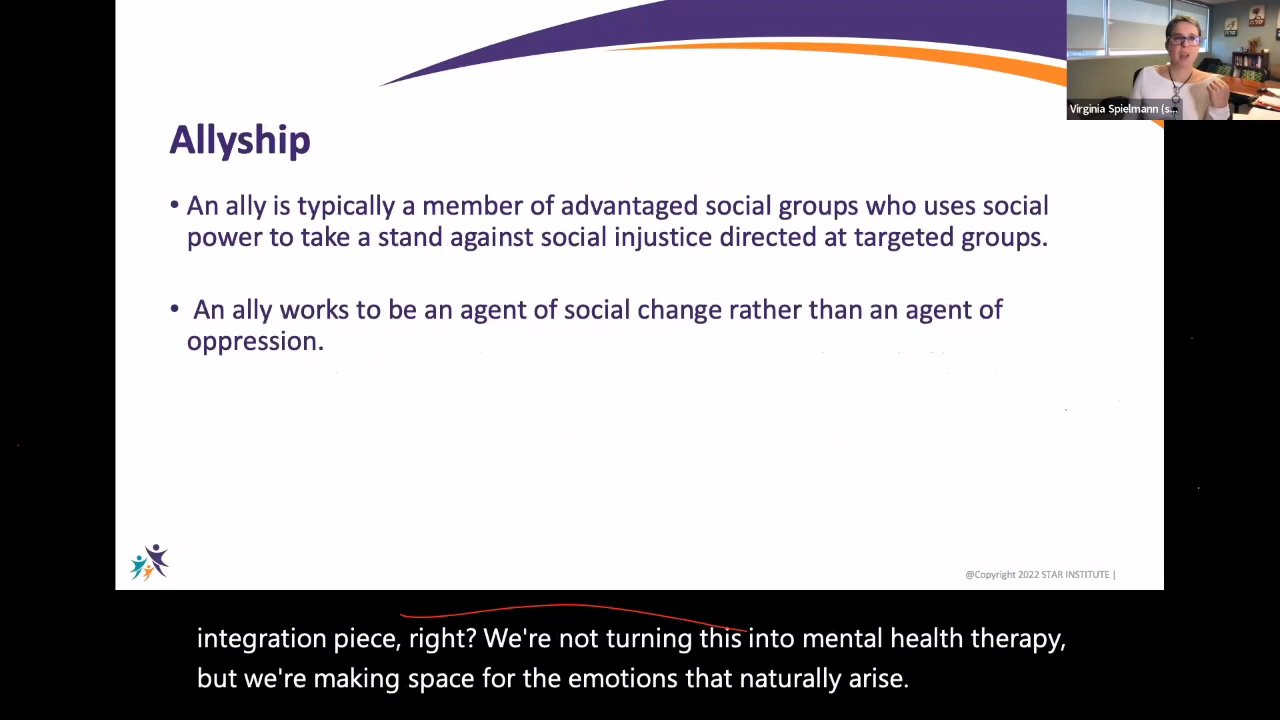 Virginia Spielmann (s...
Allyship
• An ally is typically a member of advantaged social groups who uses social
power to take a stand against social injustice directed at targeted groups.
• An ally works to be an agent of social change rather than an agent of
oppression.
@Copyright 2022 STAR INSTITUTE |
integration piece, right? We're not turning this into mental health therapy,
but we're making space for the emotions that naturally arise.